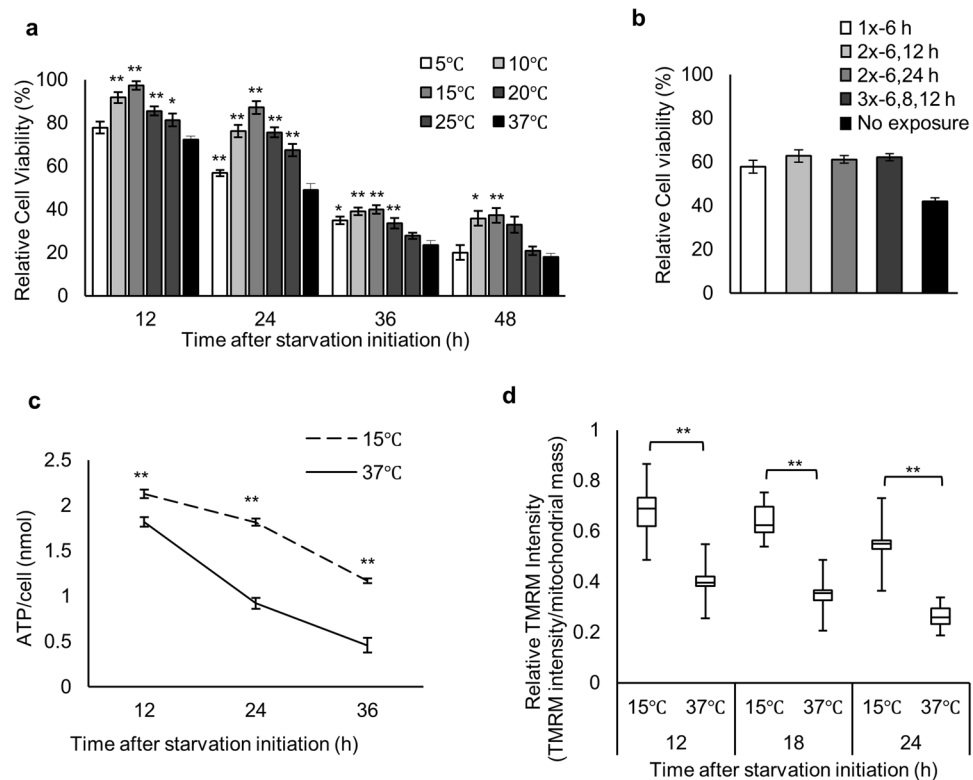 a
5℃ 10℃
15℃ 20℃
25℃ 37℃
Relative Cell Viability (%)
100
80
60
40
20
0
** ** ** *
** ** ** ** **
* ** ** **
* **
12 24 36 48
Time after starvation initiation (h)
b
1x-6 h
2x-6,12 h
2x-6,24 h
3x-6,8,12 h
No exposure
Relative Cell viability (%)
100
80
60
40
60
0
c
15℃
37℃
ATP/cell (nmol)
2.5
2
1.5
1
0.5
0
**
**
**
12 24 36
Time after starvation initiation (h)
d
Relative TMRM Intensity
(TMRM intensity/mitochondrial mass)
1
0.8
0.6
0.4
0.2
0
**
**
**
15℃ 37℃ 15℃ 37℃ 15℃ 37℃
12 18 24
Time after starvation initiation (h)